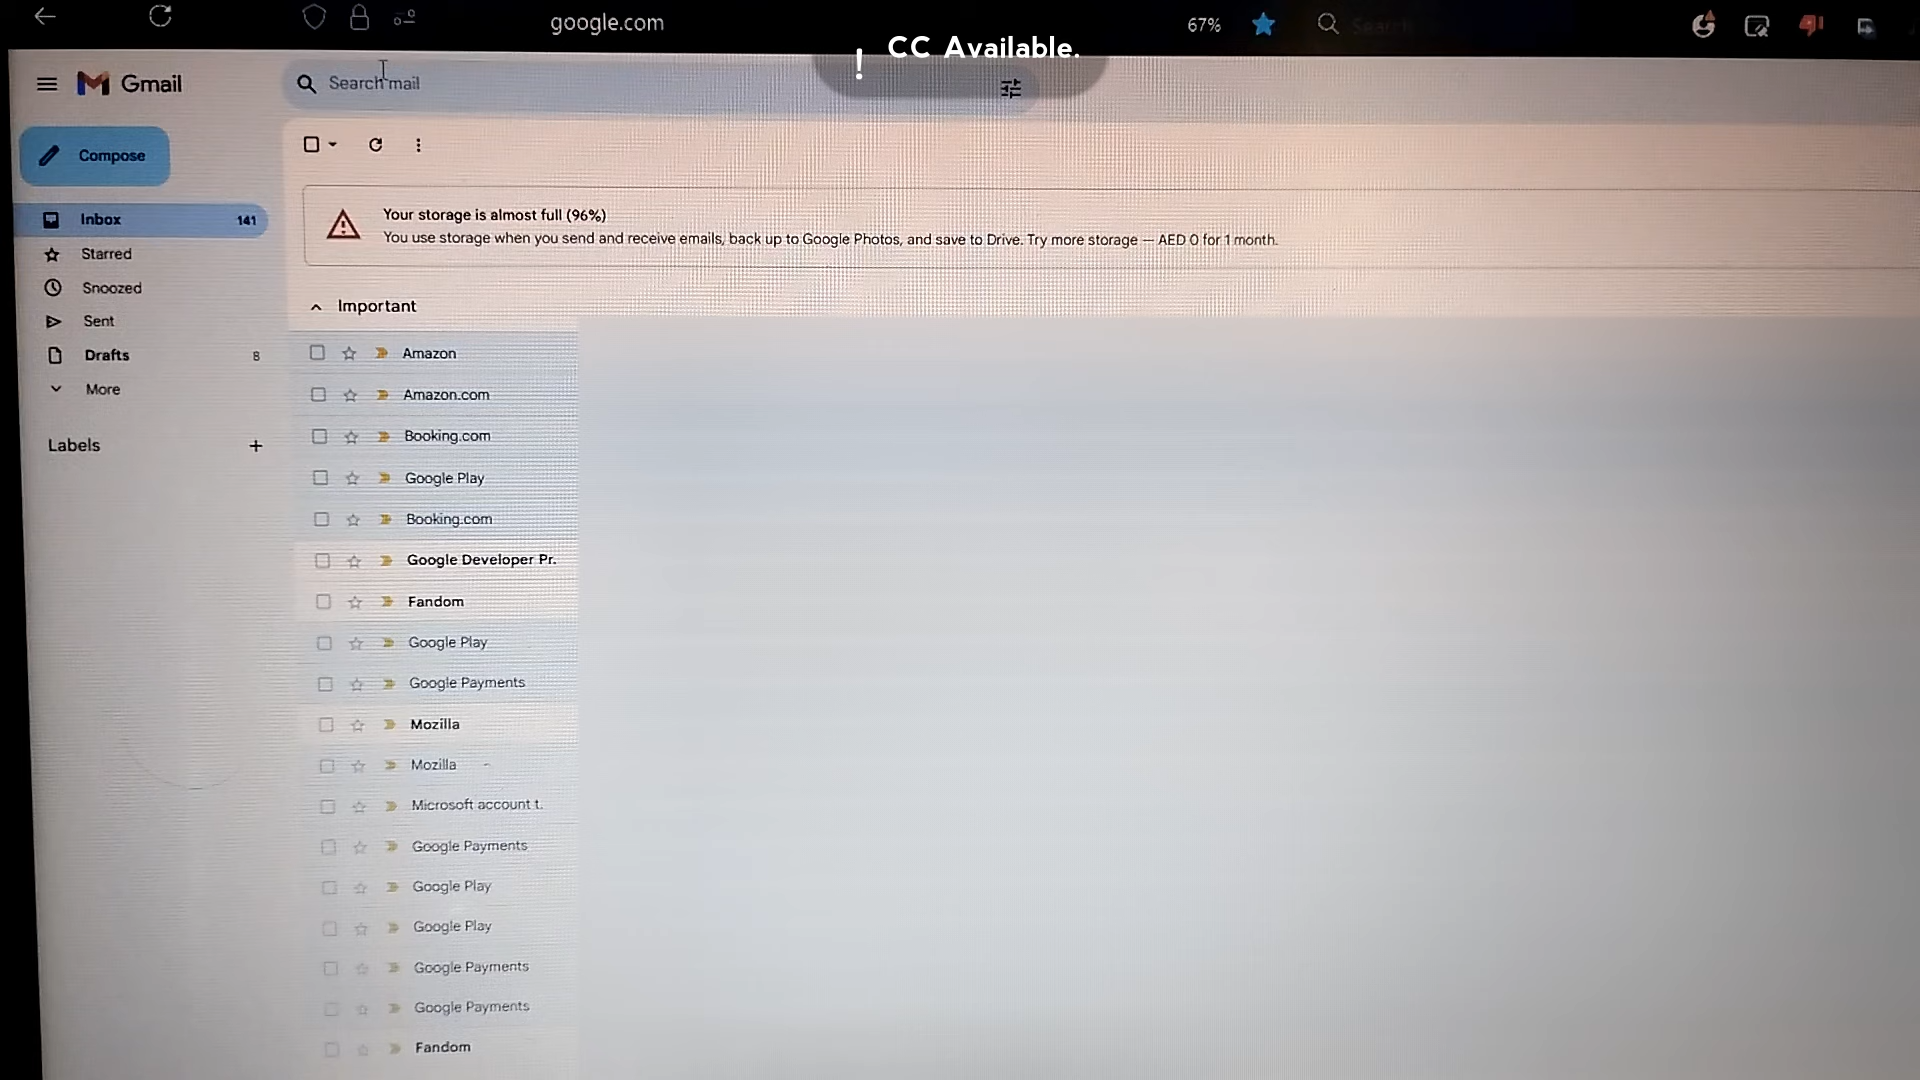 google.com
67%
CC Available.
!
Gmail
Search mail
Compose
Your storage is almost full (96%)
You use storage when you send and receive emails, back up to Google Photos, and save to Drive. Try more storage — AED 0 for 1 month.
Inbox 141
Starred
Snoozed
Sent
Drafts 8
More
Labels +
Important
Amazon
Amazon.com
Booking.com
Google Play
Booking.com
Google Developer Pr.
Fandom
Google Play
Google Payments
Mozilla
Mozilla
Microsoft account t.
Google Payments
Google Play
Google Play
Google Payments
Google Payments
Fandom